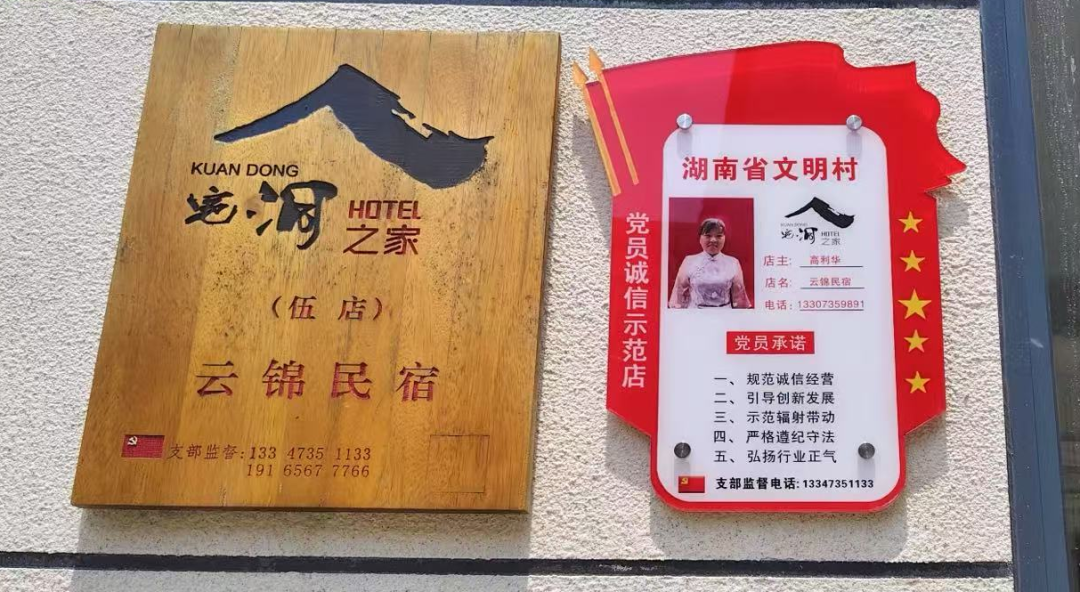 KUAN DONG
宽·洞 HOTEL
之家
（伍店）
云锦民宿
支部监督: 133 4735 1133
191 6567 7766
党员诚信示范店
湖南省文明村
KUAN DONG
宽·洞 HOTEL
之家
店主: 高利华
店名: 云锦民宿
电话: 13307359891
党员承诺
一、规范诚信经营
二、引导创新发展
三、示范辐射带动
四、严格遵纪守法
五、弘扬行业正气
支部监督电话: 13347351133